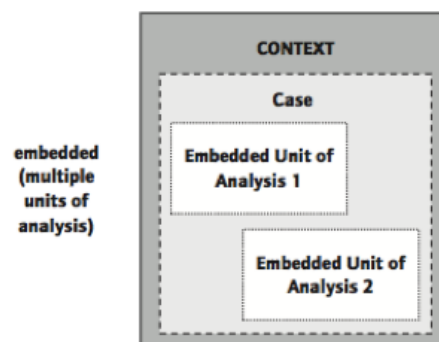 CONTEXT
Case
embedded
(multiple
units of
analysis)
Embedded Unit of
Analysis 1
Embedded Unit of
Analysis 2